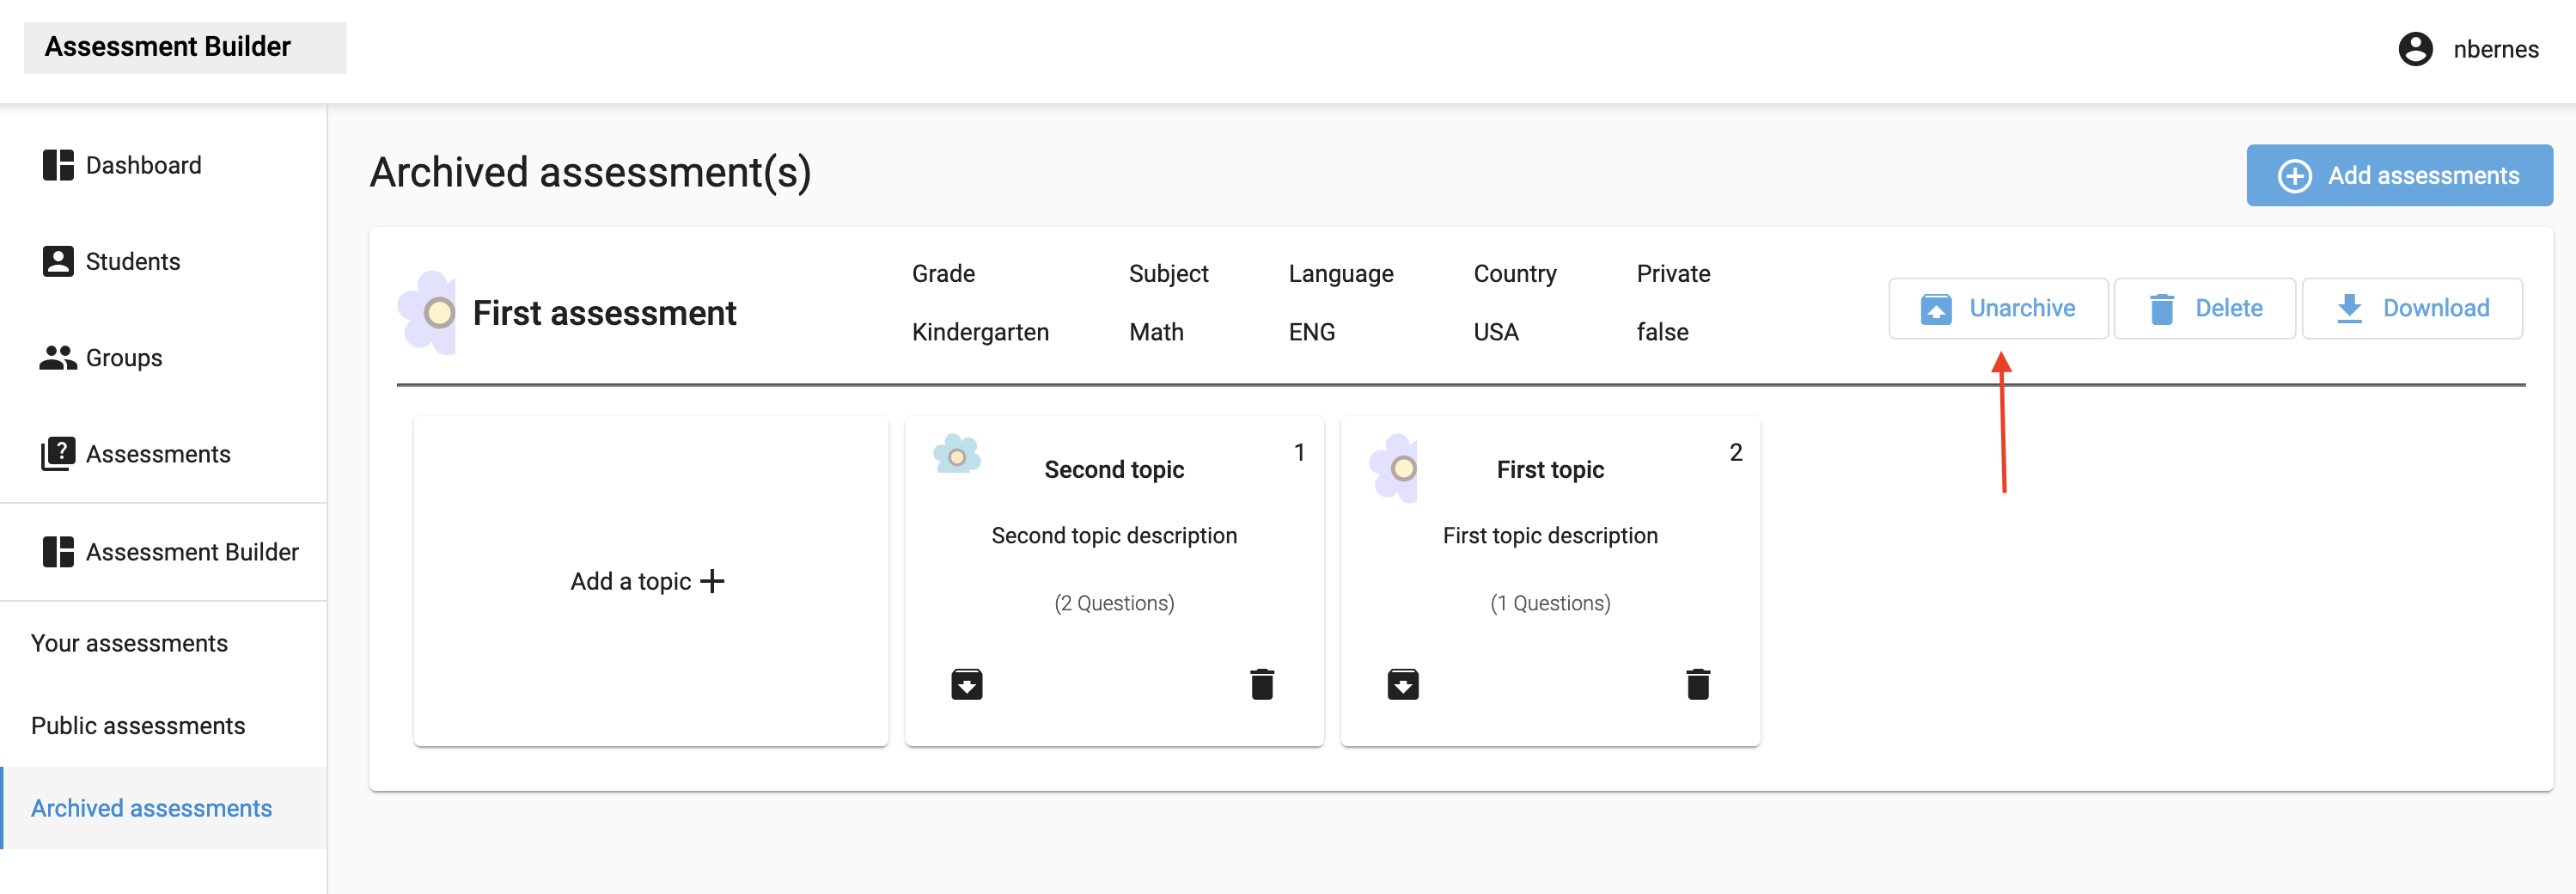 Assessment Builder
nbernes
Dashboard
Students
Groups
Assessments
Assessment Builder
Your assessments
Public assessments
Archived assessments
Archived assessment(s)
Add assessments
First assessment
Grade Subject Language Country Private
Kindergarten Math ENG USA false
Unarchive Delete Download
Add a topic
Second topic 1
Second topic description
(2 Questions)
First topic 2
First topic description
(1 Questions)